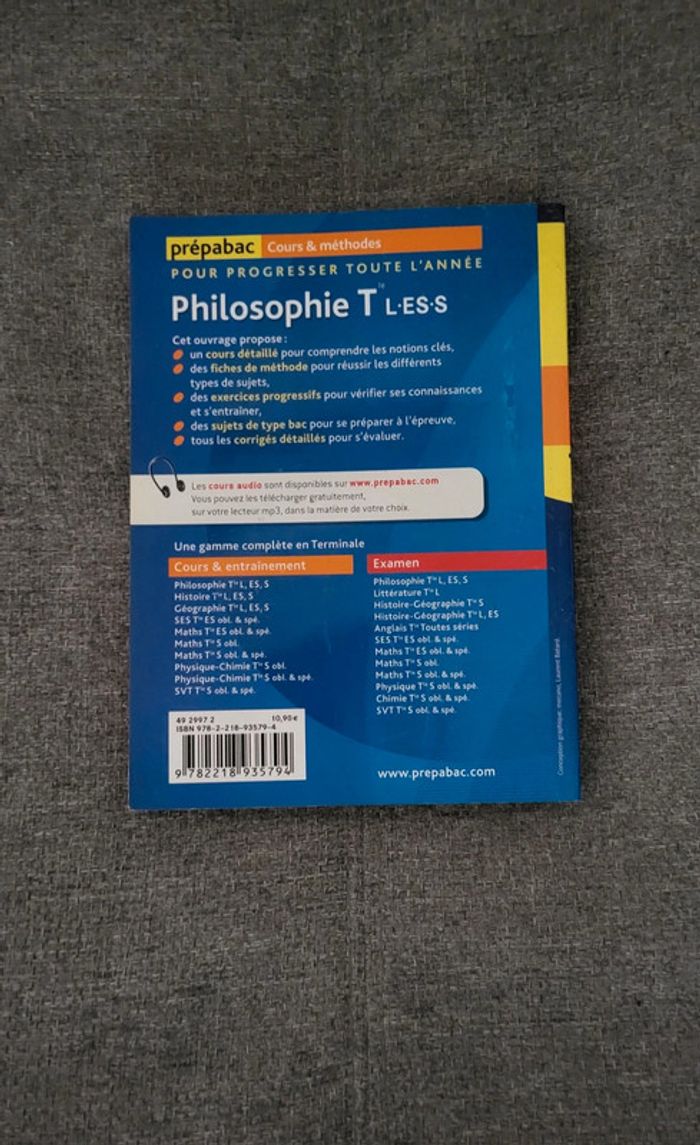 prépabac Cours & méthodes
POUR PROGRESSER TOUTE L'ANNÉE
Philosophie Tle L·ES·S
Cet ouvrage propose :
un cours détaillé pour comprendre les notions clés,
des fiches de méthode pour réussir les différents
types de sujets,
des exercices progressifs pour vérifier ses connaissances
et s'entraîner,
des sujets de type bac pour se préparer à l'épreuve,
tous les corrigés détaillés pour s'évaluer.
Les cours audio sont disponibles sur www.prepabac.com
Vous pouvez les télécharger gratuitement,
sur votre lecteur mp3, dans la matière de votre choix.
Une gamme complète en Terminale
Cours & entraînement
Philosophie Tle L, ES, S
Histoire Tle L, ES, S
Géographie Tle L, ES, S
SES Tle ES obl. & spé.
Maths Tle ES obl. & spé.
Maths Tle S obl.
Maths Tle S obl. & spé.
Physique-Chimie Tle S obl.
Physique-Chimie Tle S obl. & spé.
SVT Tle S obl. & spé.
Examen
Philosophie Tle L, ES, S
Littérature Tle L
Histoire-Géographie Tle S
Histoire-Géographie Tle L, ES
Anglais Tle Toutes séries
SES Tle ES obl. & spé.
Maths Tle ES obl. & spé.
Maths Tle S obl.
Maths Tle S obl. & spé.
Physique Tle S obl. & spé.
Chimie Tle S obl. & spé.
SVT Tle S obl. & spé.
49 2997 2 10,90 €
ISBN 978-2-218-93579-4
9 782218 935794
www.prepabac.com
Conception graphique: mecano, Laurent Batard.